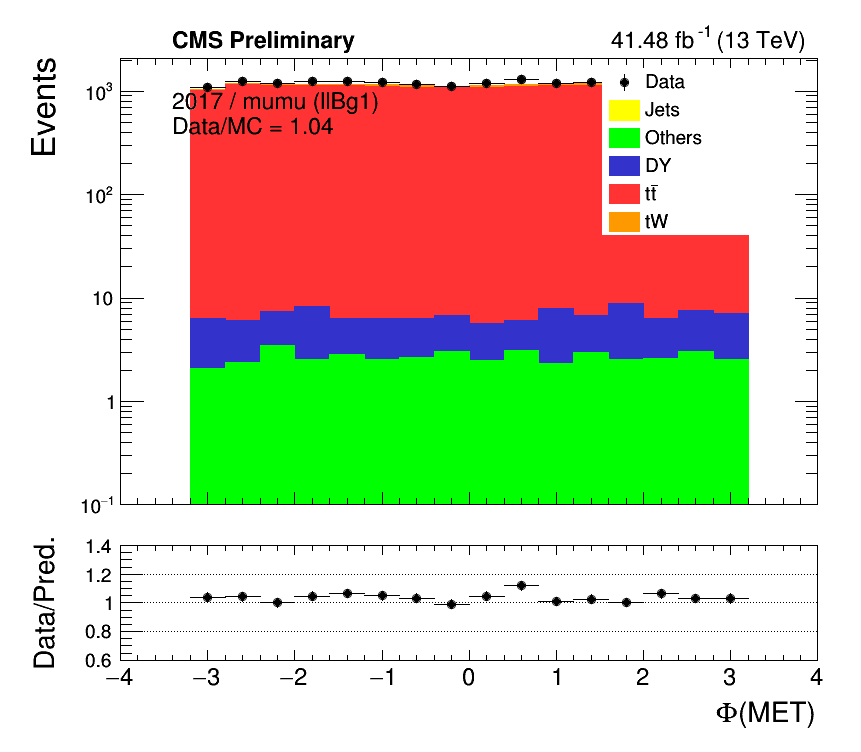 CMS Preliminary
41.48 fb⁻¹ (13 TeV)
Events
10³
10²
10
1
10⁻¹
2017 / mumu (llBg1)
Data/MC = 1.04
Data
Jets
Others
DY
tt̄
tW
Data/Pred.
1.4
1.2
1
0.8
0.6
−4 −3 −2 −1 0 1 2 3 4
Φ(MET)